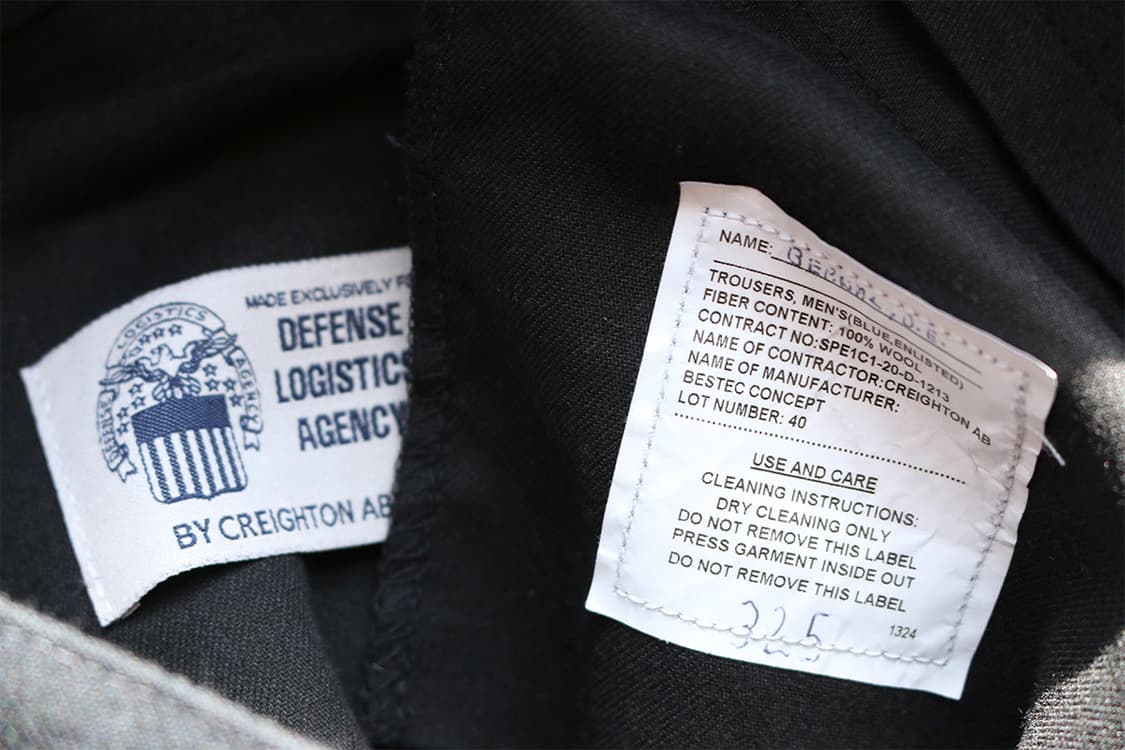 LOGISTICS
DEFENSE
AGENCY
MADE EXCLUSIVELY F
DEFENSE
LOGISTICS
AGENCY
BY CREIGHTON AB
NAME:
TROUSERS, MEN'S(BLUE,ENLISTED)
FIBER CONTENT: 100% WOOL
CONTRACT NO:SPE1C1-20-D-1213
NAME OF CONTRACTOR:CREIGHTON AB
NAME OF MANUFACTURER:
BESTEC CONCEPT
LOT NUMBER: 40
USE AND CARE
CLEANING INSTRUCTIONS:
DRY CLEANING ONLY
DO NOT REMOVE THIS LABEL
PRESS GARMENT INSIDE OUT
DO NOT REMOVE THIS LABEL
325
1324